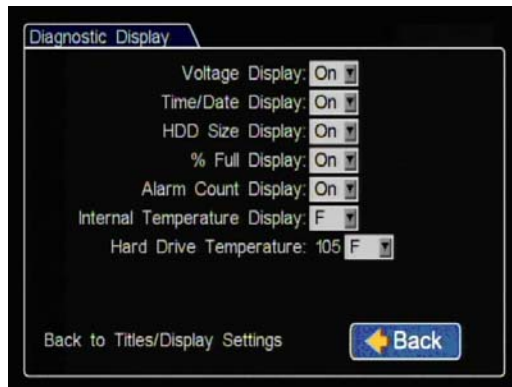 Diagnostic Display
Voltage Display: On
Time/Date Display: On
HDD Size Display: On
% Full Display: On
Alarm Count Display: On
Internal Temperature Display: F
Hard Drive Temperature: 105 F
Back to Titles/Display Settings Back